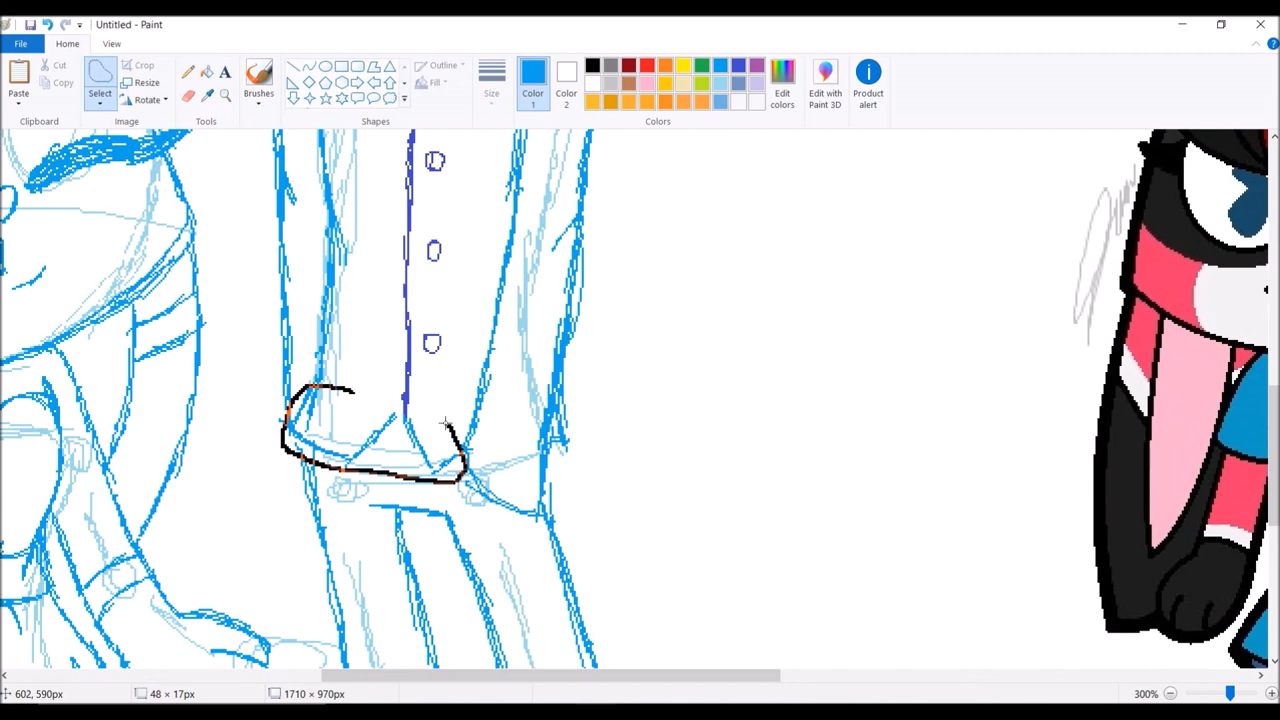 Untitled - Paint
File
Home
View
Paste
Cut
Copy
Clipboard
Select
Crop
Resize
Rotate
Image
A
Tools
Brushes
Outline
Fill
Shapes
Size
Color
1
Color
2
Edit
colors
Colors
Edit with
Paint 3D
Product
alert
602, 590px
48 × 17px
1710 × 970px
300%